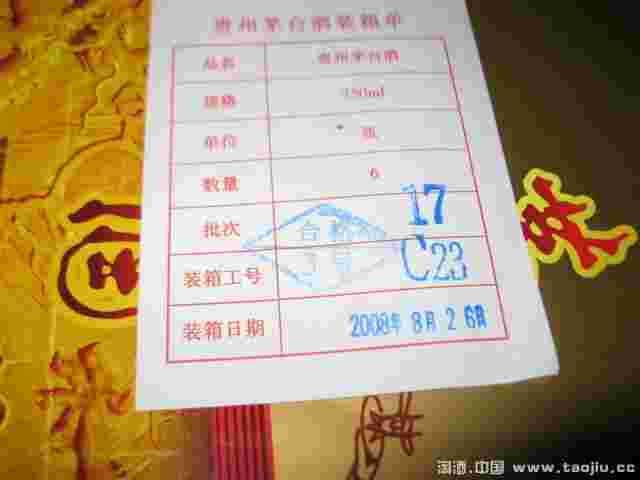 贵州茅台酒装箱单
品名 贵州茅台酒
规格
单位 瓶
数量 6
批次 17
装箱工号 C23
装箱日期 2008年8月26日
淘酒.中国 www.taojiu.cc